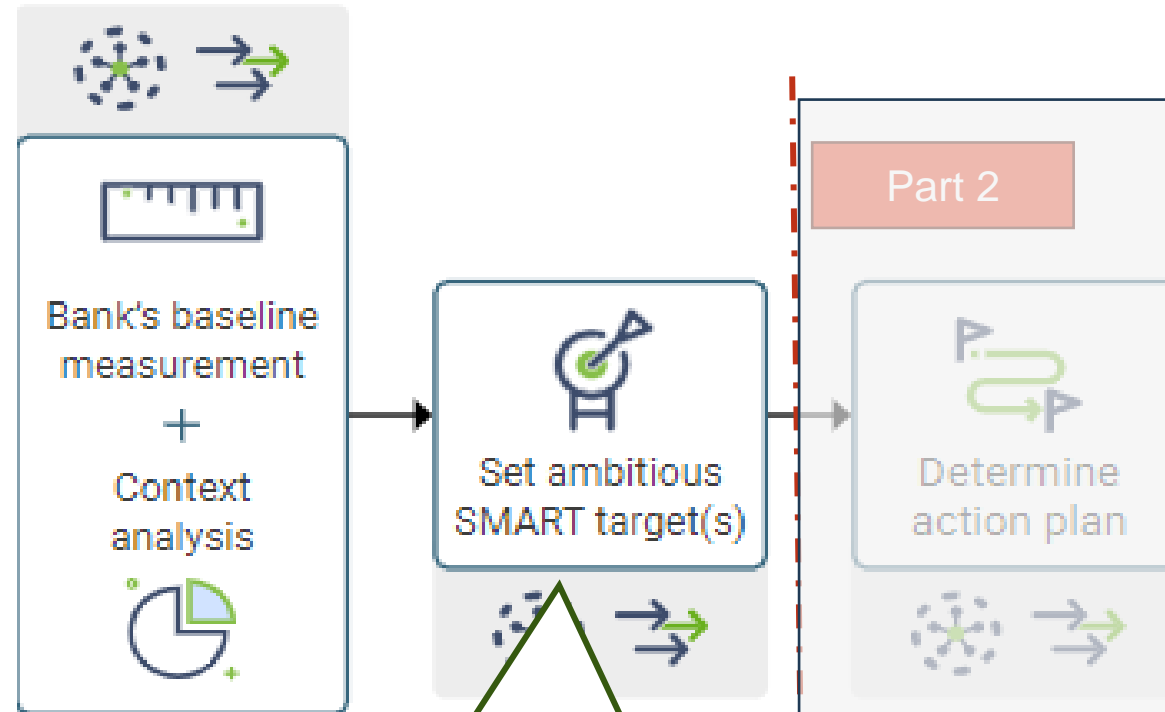 Bank's baseline
measurement
+
Context
analysis
Set ambitious
SMART target(s)
Part 2
Determine
action plan